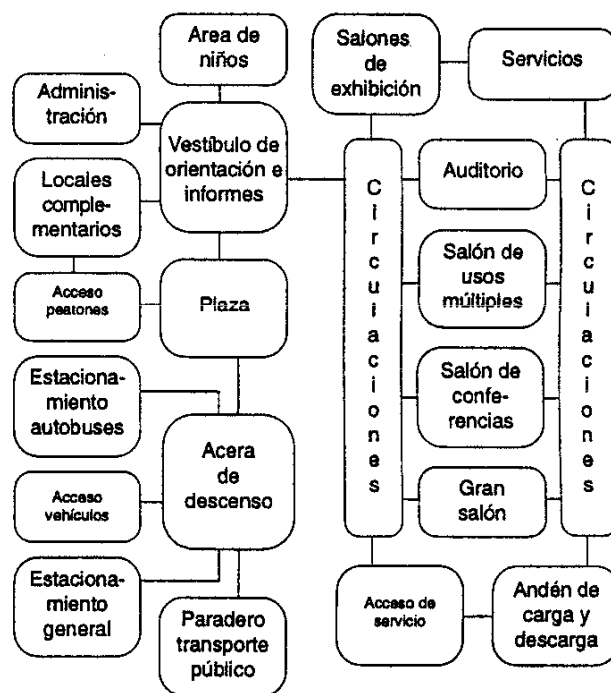 Area de
niños
Adminis-
tración
Vestíbulo de
orientación e
informes
Locales
comple-
mentarios
Acceso
peatones
Plaza
Estaciona-
miento
autobuses
Acera
de
descenso
Acceso
vehículos
Estaciona-
miento
general
Paradero
transporte
público
Salones
de
exhibición
Servicios
Circulaciones
Auditorio
Salón de
usos
múltiples
Salón de
confe-
rencias
Gran
salón
Circulaciones
Acceso de
servicio
Andén de
carga y
descarga